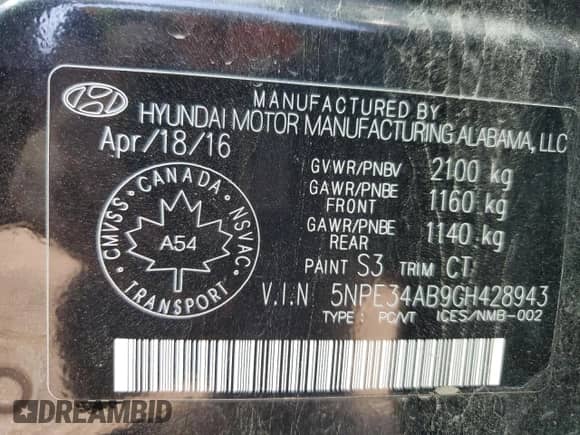 MANUFACTURED BY
HYUNDAI MOTOR MANUFACTURING ALABAMA, LLC
Apr/18/16
GVWR/PNBV 2100 kg
GAWR/PNBE FRONT 1160 kg
GAWR/PNBE REAR 1140 kg
CANADA
CMVSS NSVAC
A54
TRANSPORT
PAINT S3 TRIM CT
V.I.N 5NPE34AB9GH428943
TYPE : PC/VT ICES/NMB-002
DREAMBID